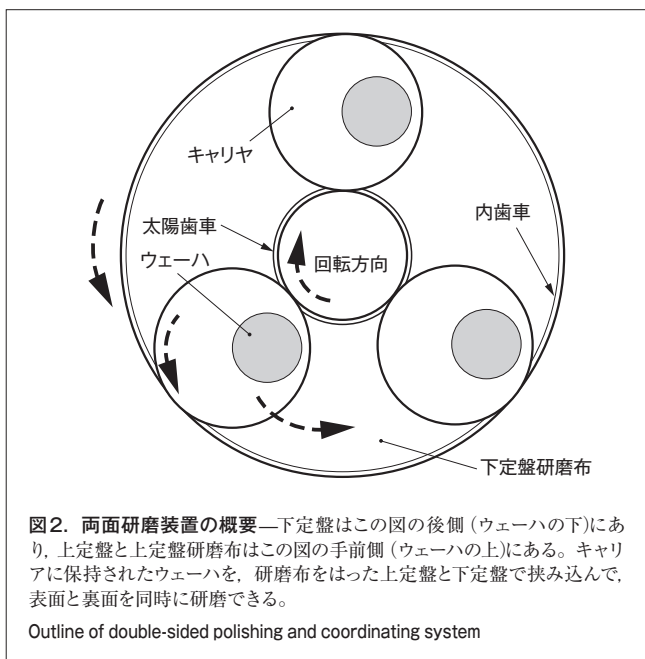 キャリヤ
太陽歯車
内歯車
ウェーハ
回転方向
下定盤研磨布
図2. 両面研磨装置の概要—下定盤はこの図の後側（ウェーハの下）にあ
り，上定盤と上定盤研磨布はこの図の手前側（ウェーハの上）にある。キャリ
アに保持されたウェーハを，研磨布をはった上定盤と下定盤で挟み込んで，
表面と裏面を同時に研磨できる。
Outline of double-sided polishing and coordinating system